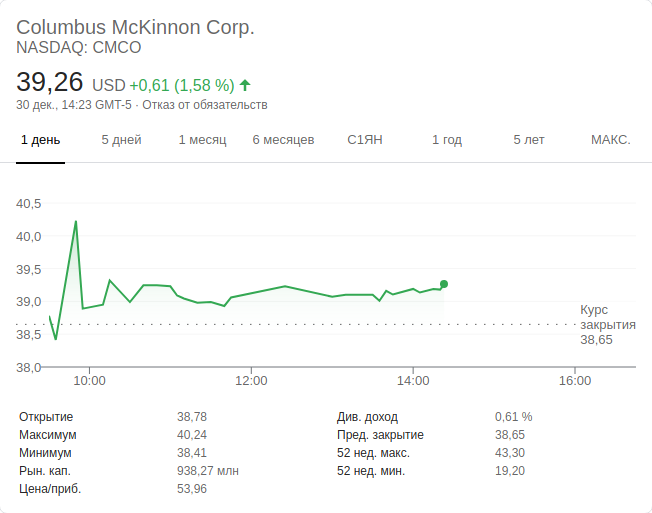 Columbus McKinnon Corp.
NASDAQ: CMCO
39,26 USD +0,61 (1,58 %)
30 дек., 14:23 GMT-5 · Отказ от обязательств
1 день 5 дней 1 месяц 6 месяцев С1ЯН 1 год 5 лет МАКС.
40,5
40,0
39,5
39,0
38,5
38,0
Курс
закрытия
38,65
10:00 12:00 14:00 16:00
Открытие 38,78 Див. доход 0,61 %
Максимум 40,24 Пред. закрытие 38,65
Минимум 38,41 52 нед. макс. 43,30
Рын. кап. 938,27 млн 52 нед. мин. 19,20
Цена/приб. 53,96